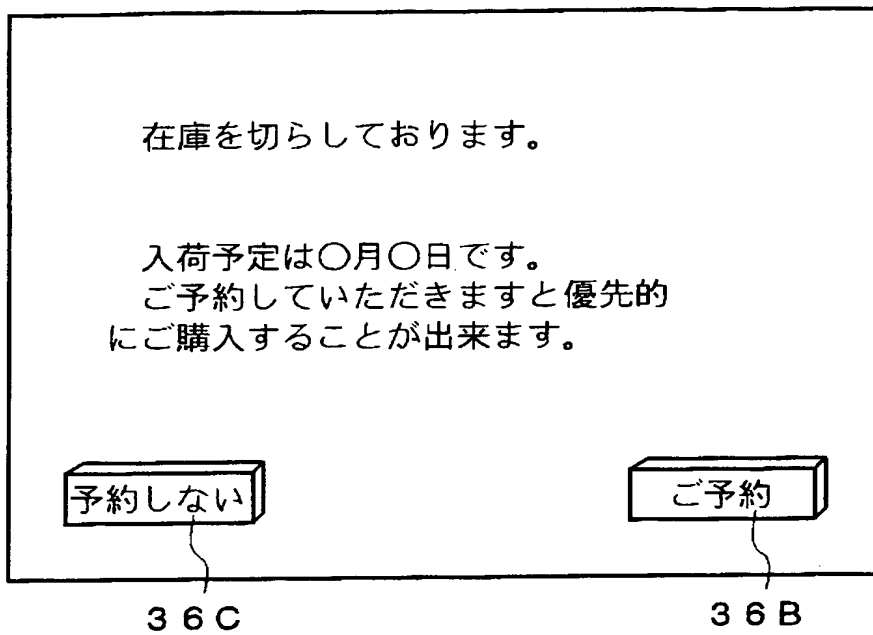 在庫を切らしております。
入荷予定は〇月〇日です。
ご予約していただきますと優先的
にご購入することが出来ます。
予約しない
ご予約
36C
36B